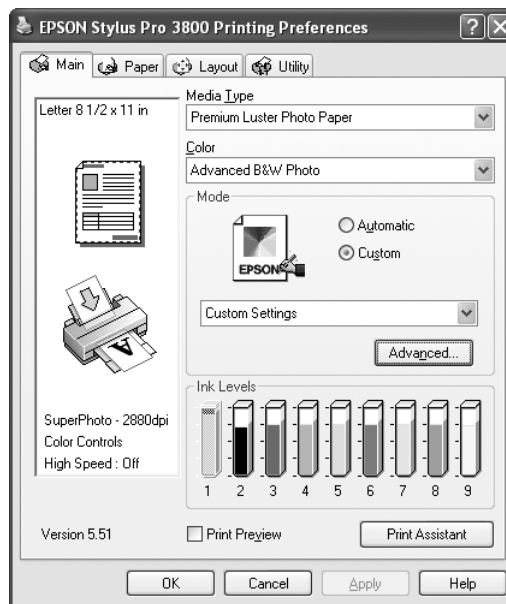 EPSON Stylus Pro 3800 Printing Preferences
Main
Paper
Layout
Utility
Letter 8 1/2 x 11 in
Media Type
Premium Luster Photo Paper
Color
Advanced B&W Photo
Mode
EPSON
Automatic
Custom
Custom Settings
Advanced...
A
SuperPhoto - 2880dpi
Color Controls
High Speed : Off
Ink Levels
1 2 3 4 5 6 7 8 9
Version 5.51
Print Preview
Print Assistant
OK
Cancel
Apply
Help